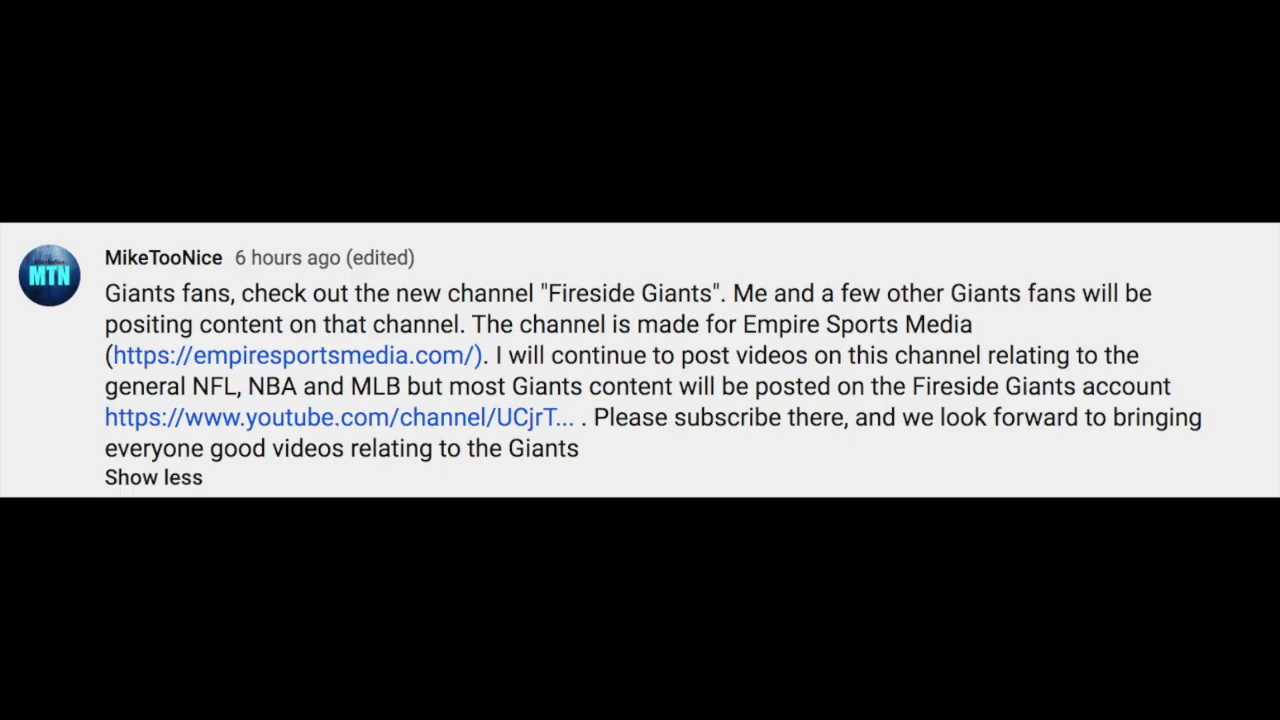 MikeTooNice 6 hours ago (edited)
MTN
Giants fans, check out the new channel "Fireside Giants". Me and a few other Giants fans will be
positing content on that channel. The channel is made for Empire Sports Media
(https://empiresportsmedia.com/). I will continue to post videos on this channel relating to the
general NFL, NBA and MLB but most Giants content will be posted on the Fireside Giants account
https://www.youtube.com/channel/UCjrT... . Please subscribe there, and we look forward to bringing
everyone good videos relating to the Giants
Show less